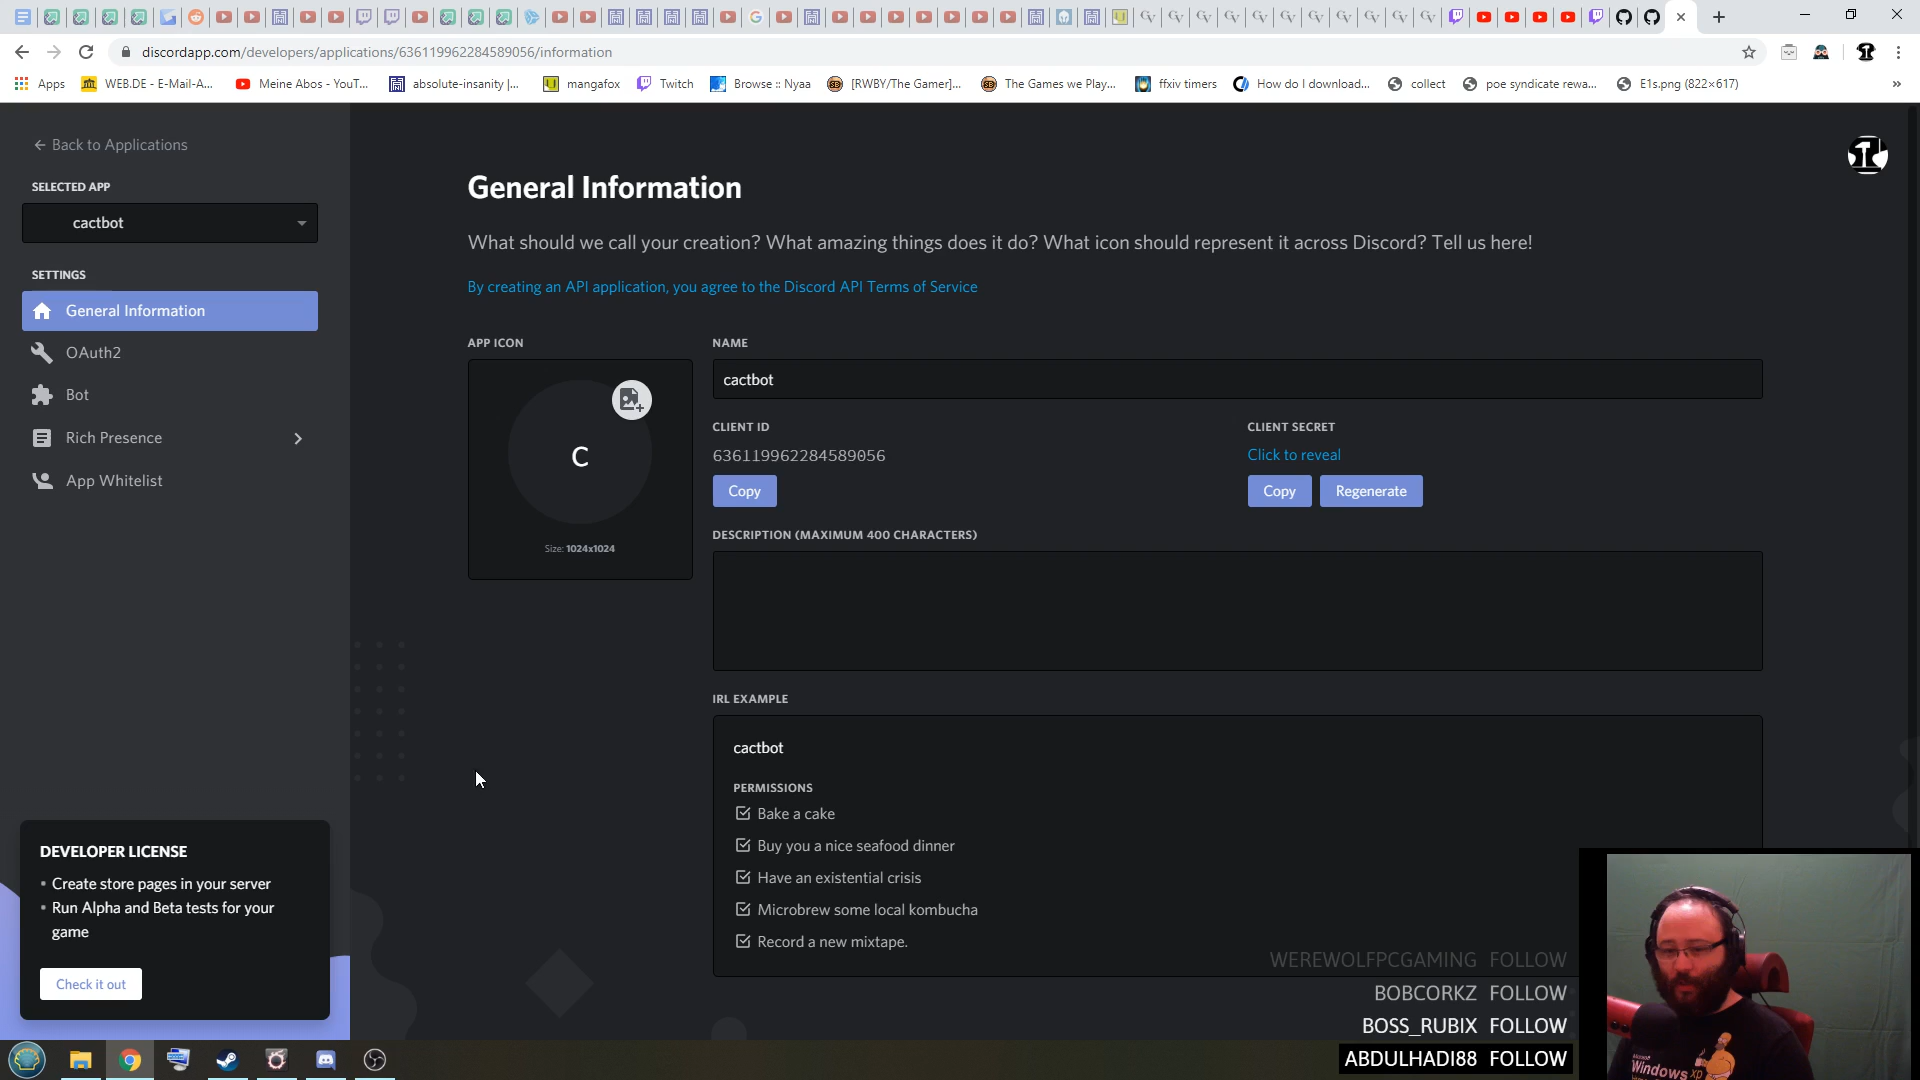 discordapp.com/developers/applications/636119962284589056/information
Apps
WEB.DE - E-Mail-A...
Meine Abos - YouT...
absolute-insanity |...
mangafox
Twitch
Browse :: Nyaa
[RWBY/The Gamer]...
The Games we Play...
ffxiv timers
How do I download...
collect
poe syndicate rewa...
E1s.png (822×617)
»
← Back to Applications
SELECTED APP
cactbot
SETTINGS
General Information
OAuth2
Bot
Rich Presence
App Whitelist
DEVELOPER LICENSE
Create store pages in your server
Run Alpha and Beta tests for your
game
Check it out
General Information
What should we call your creation? What amazing things does it do? What icon should represent it across Discord? Tell us here!
By creating an API application, you agree to the Discord API Terms of Service
APP ICON
C
Size: 1024x1024
NAME
cactbot
CLIENT ID
636119962284589056
Copy
CLIENT SECRET
Click to reveal
Copy
Regenerate
DESCRIPTION (MAXIMUM 400 CHARACTERS)
IRL EXAMPLE
cactbot
PERMISSIONS
Bake a cake
Buy you a nice seafood dinner
Have an existential crisis
Microbrew some local kombucha
Record a new mixtape.
WEREWOLFPCGAMING FOLLOW
BOBCORKZ FOLLOW
BOSS_RUBIX FOLLOW
ABDULHADI88 FOLLOW
Windows xp